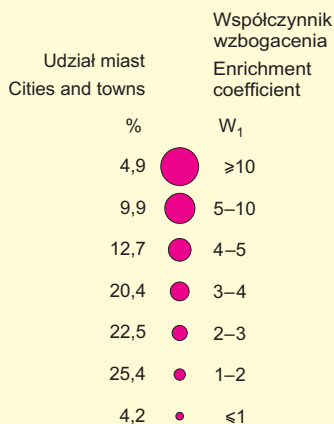 Współczynnik
wzbogacenia
Udział miast
Enrichment
Cities and towns
coefficient
% W₁
4,9 ⩾10
9,9 5–10
12,7 4–5
20,4 3–4
22,5 2–3
25,4 1–2
4,2 ⩽1